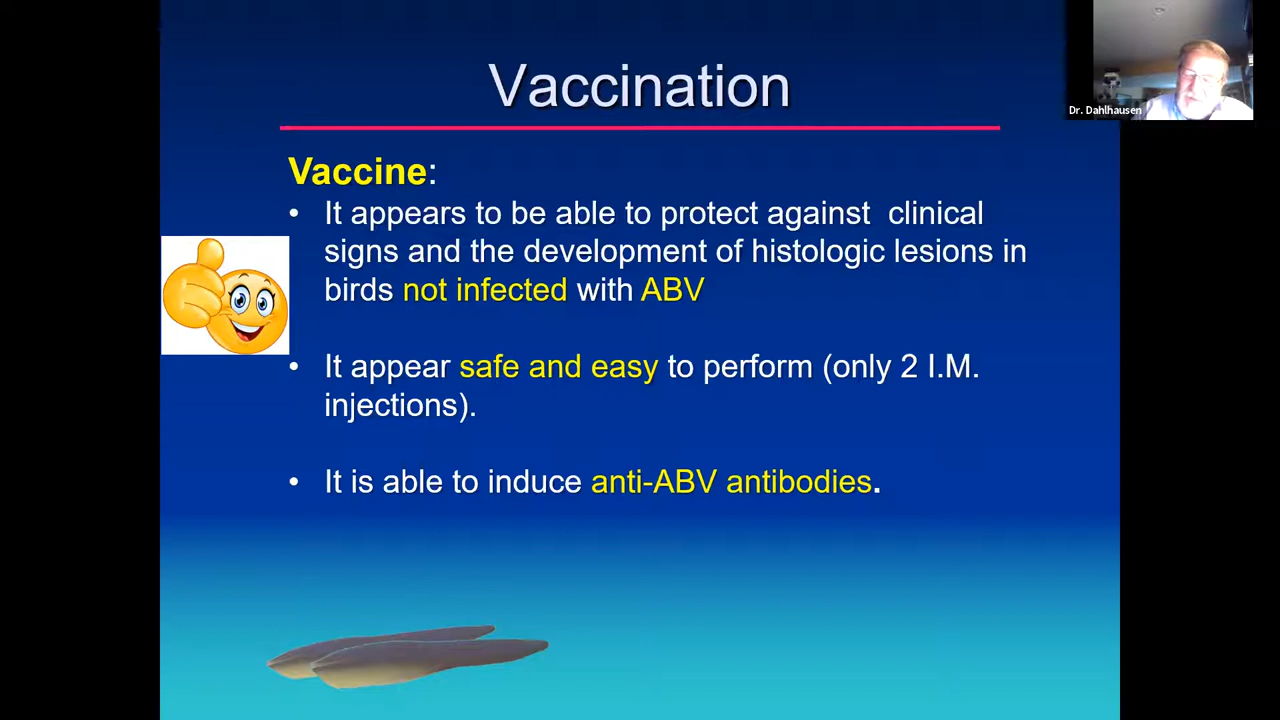 Vaccination
Dr. Dahlhausen
Vaccine:
• It appears to be able to protect against clinical
signs and the development of histologic lesions in
birds not infected with ABV
• It appear safe and easy to perform (only 2 I.M.
injections).
• It is able to induce anti-ABV antibodies.